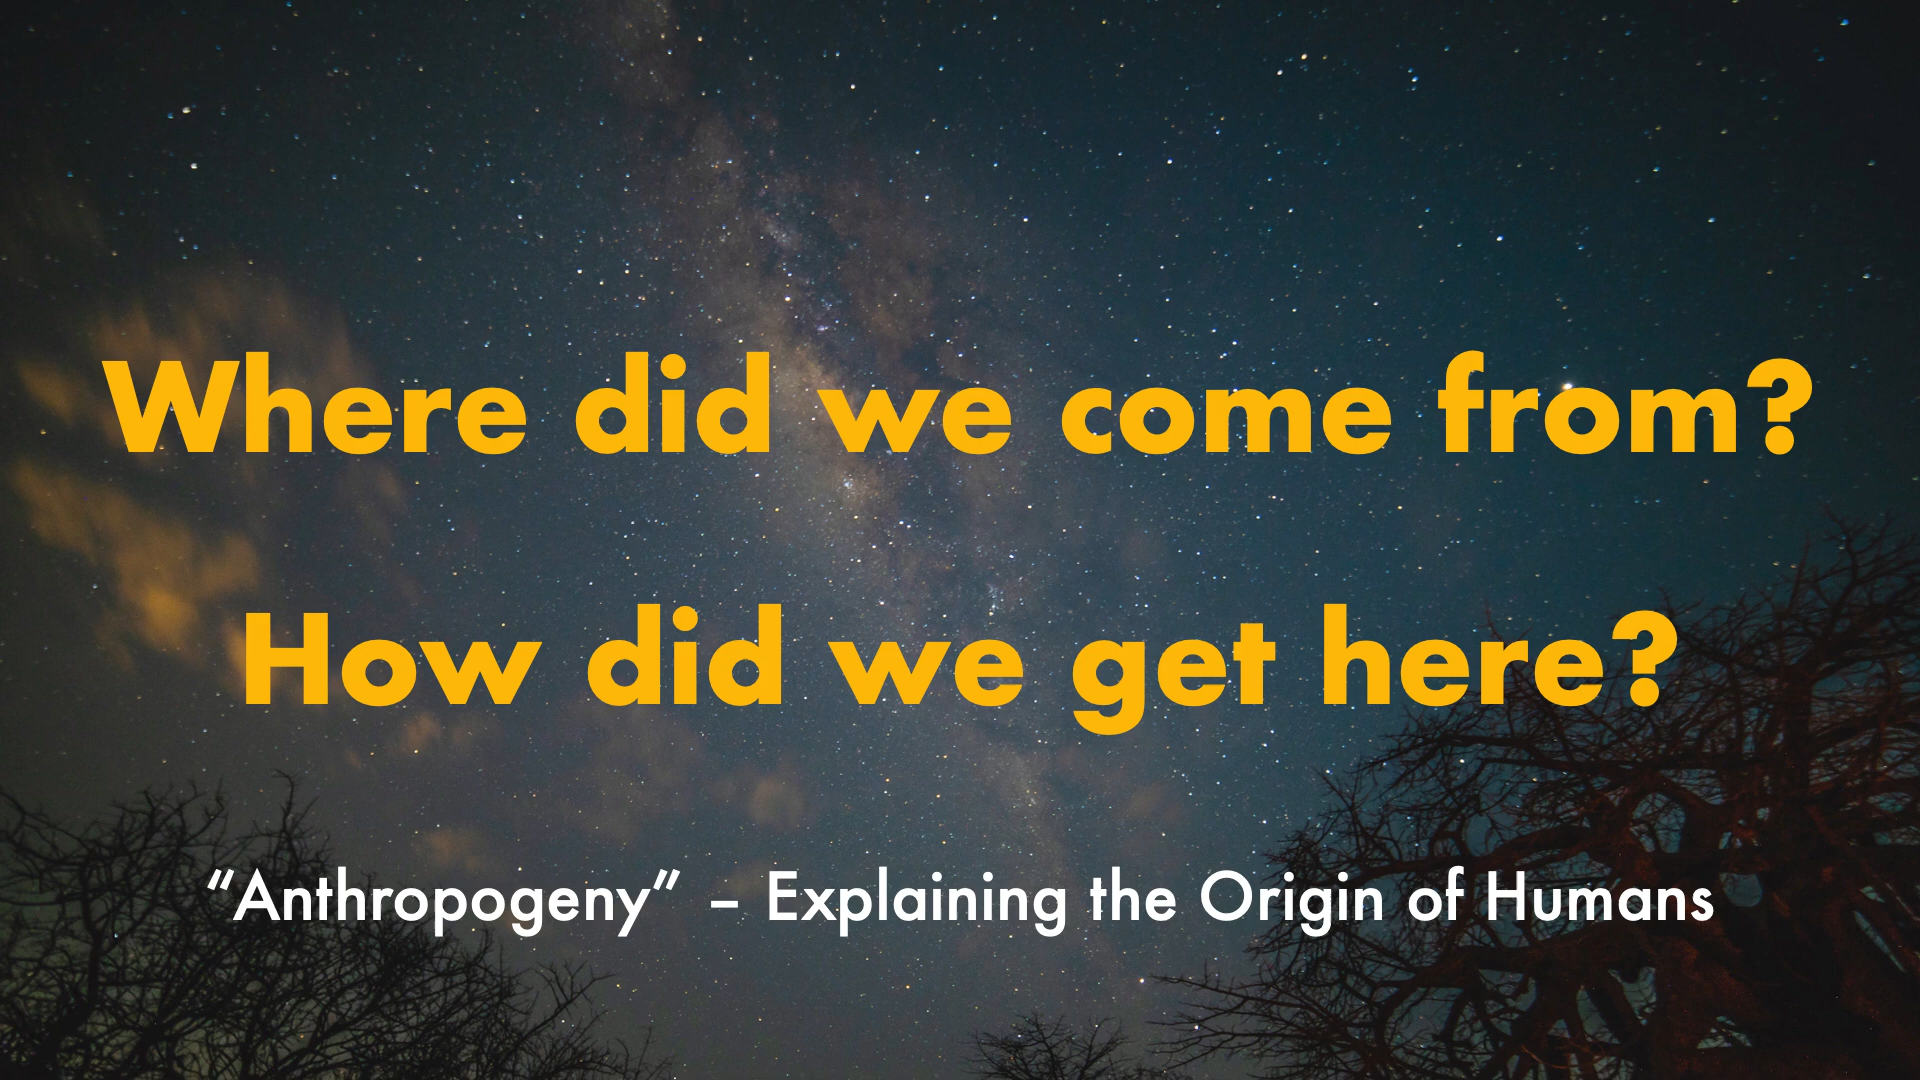 Where did we come from?
How did we get here?
“Anthropogeny” – Explaining the Origin of Humans